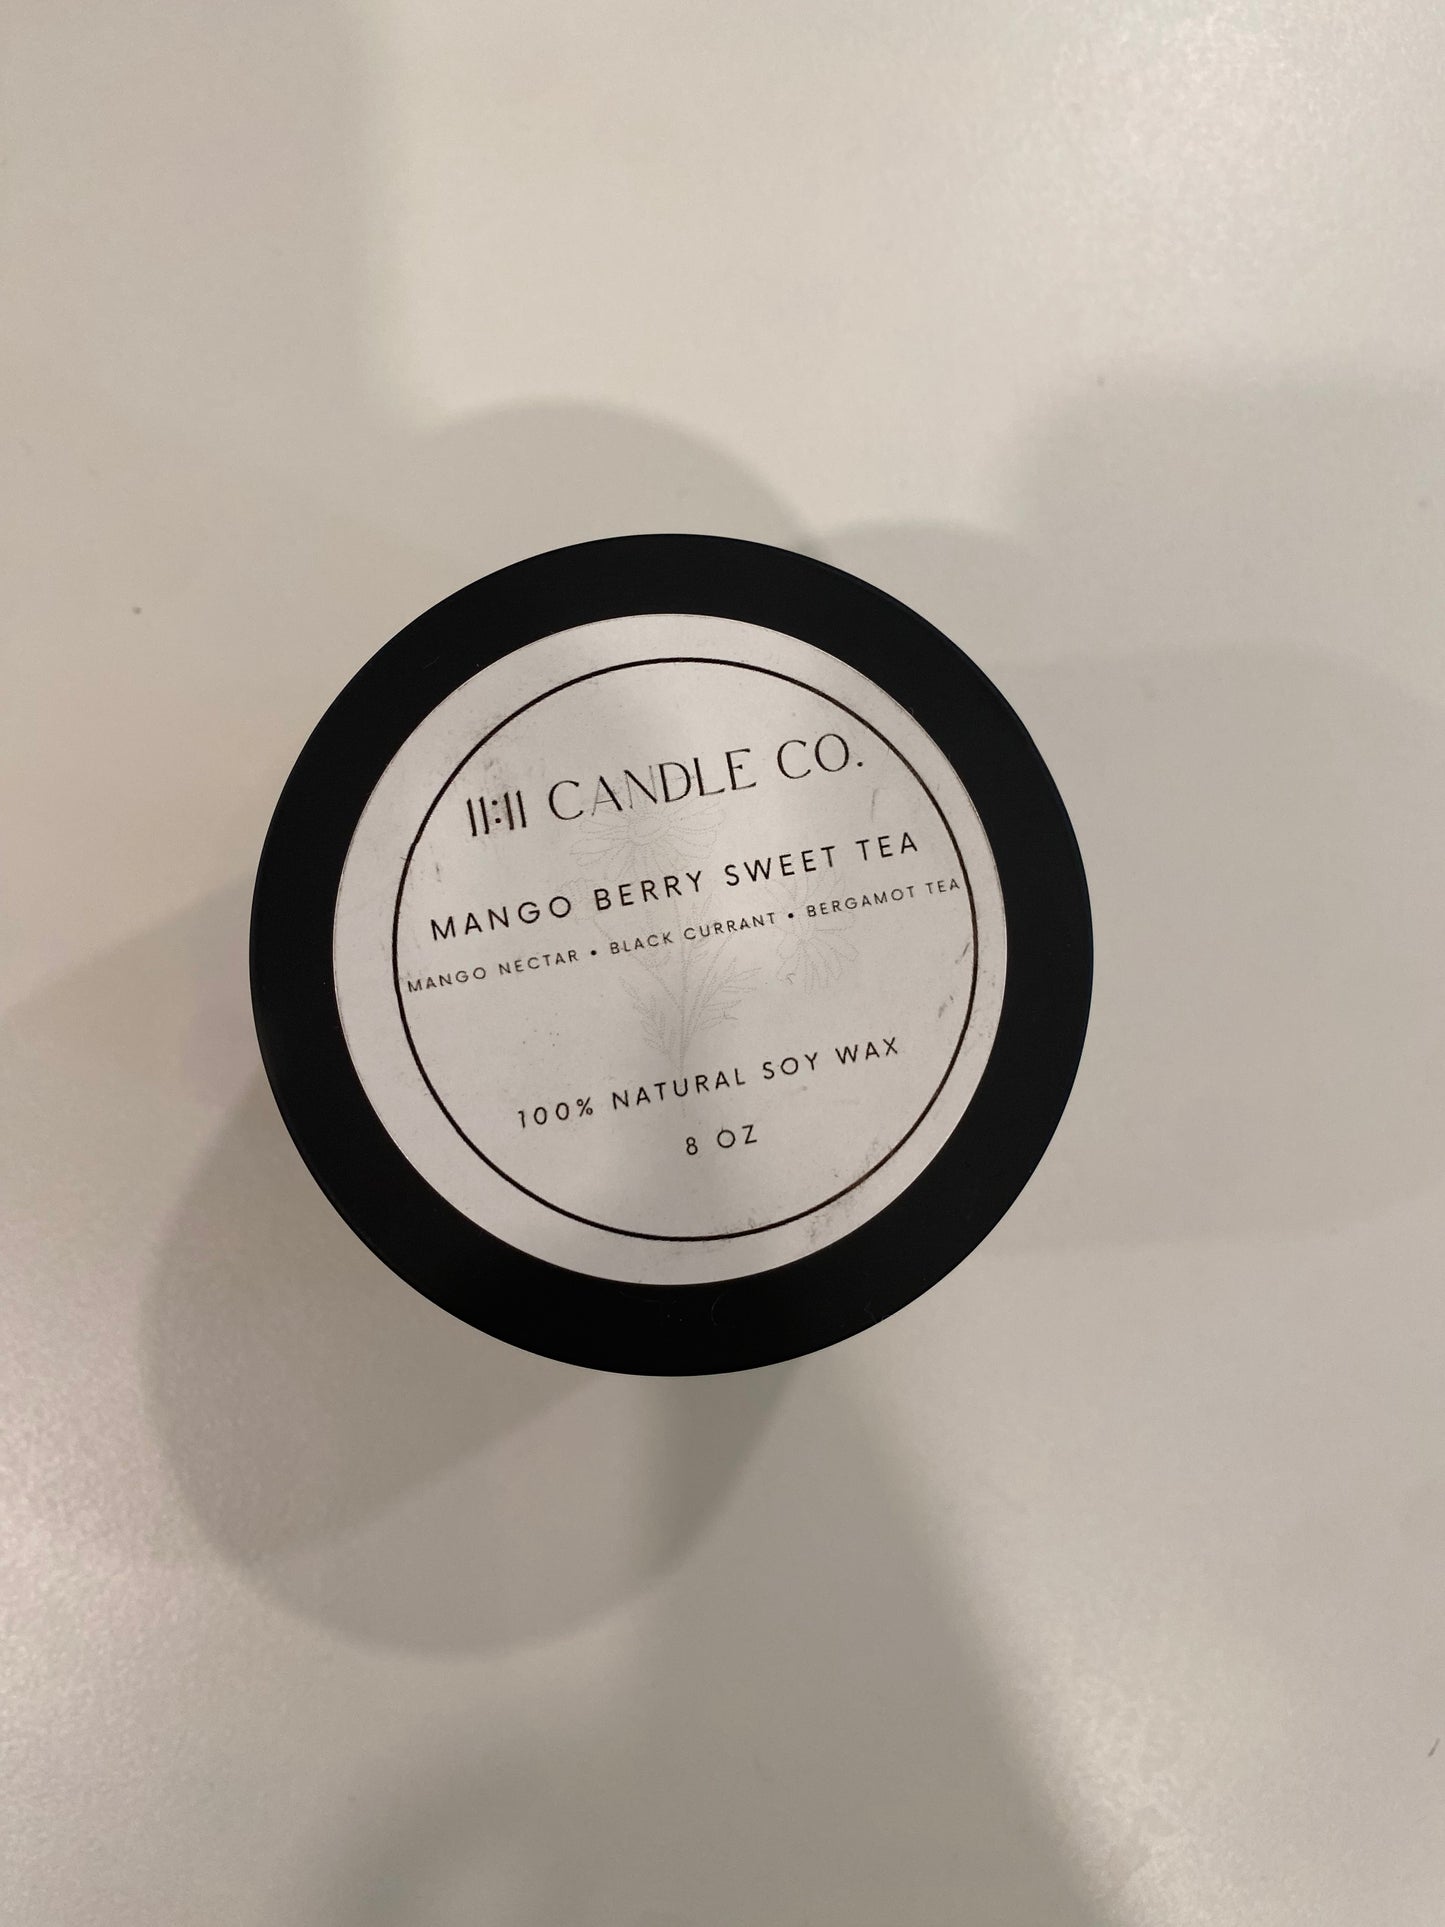 11:11 CANDLE CO.
MANGO BERRY SWEET TEA
MANGO NECTAR • BLACK CURRANT • BERGAMOT TEA
100% NATURAL SOY WAX
8 OZ